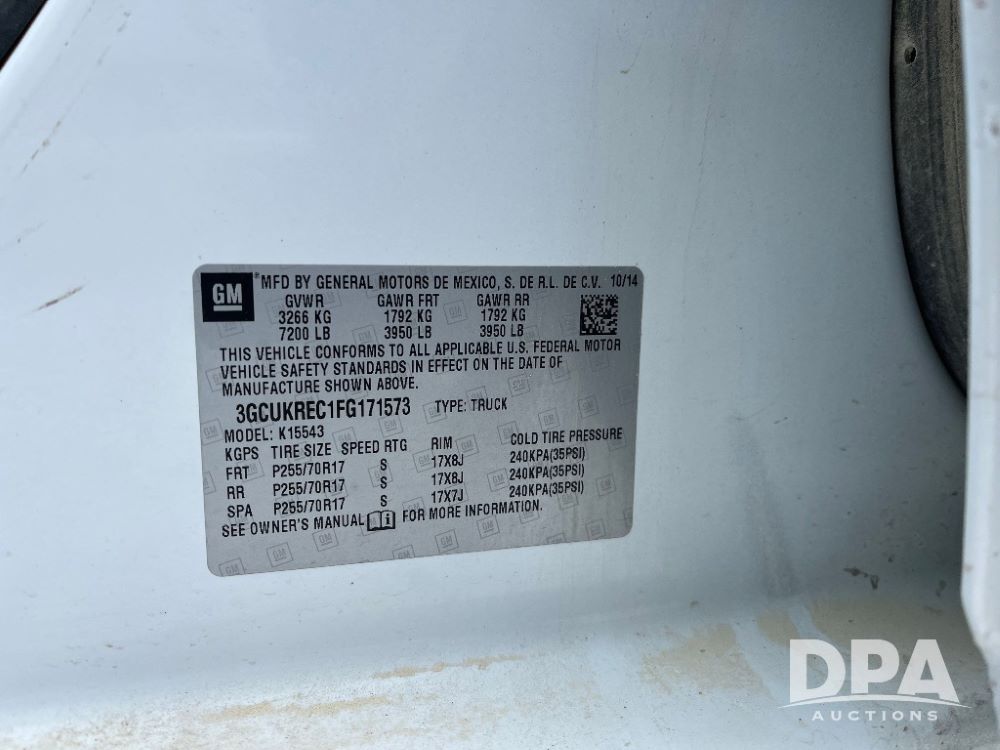 GM
MFD BY GENERAL MOTORS DE MEXICO, S. DE R.L. DE C.V. 10/14
GVWR GAWR FRT GAWR RR
3266 KG 1792 KG 1792 KG
7200 LB 3950 LB 3950 LB
THIS VEHICLE CONFORMS TO ALL APPLICABLE U.S. FEDERAL MOTOR
VEHICLE SAFETY STANDARDS IN EFFECT ON THE DATE OF
MANUFACTURE SHOWN ABOVE.
3GCUKREC1FG171573 TYPE: TRUCK
MODEL: K15543
KGPS TIRE SIZE SPEED RTG RIM COLD TIRE PRESSURE
FRT P255/70R17 S 17X8J 240KPA(35PSI)
RR P255/70R17 S 17X8J 240KPA(35PSI)
SPA P255/70R17 S 17X7J 240KPA(35PSI)
SEE OWNER'S MANUAL FOR MORE INFORMATION.
DPA
AUCTIONS